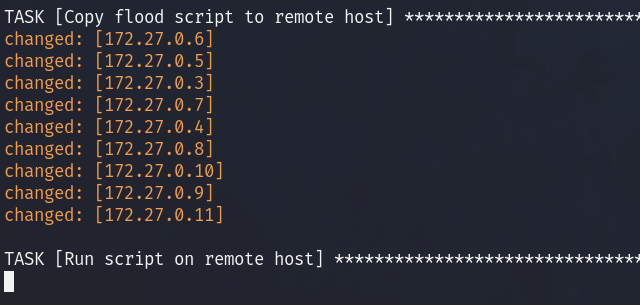 TASK [Copy flood script to remote host] ************************
changed: [172.27.0.6]
changed: [172.27.0.5]
changed: [172.27.0.3]
changed: [172.27.0.7]
changed: [172.27.0.4]
changed: [172.27.0.8]
changed: [172.27.0.10]
changed: [172.27.0.9]
changed: [172.27.0.11]
TASK [Run script on remote host] *******************************